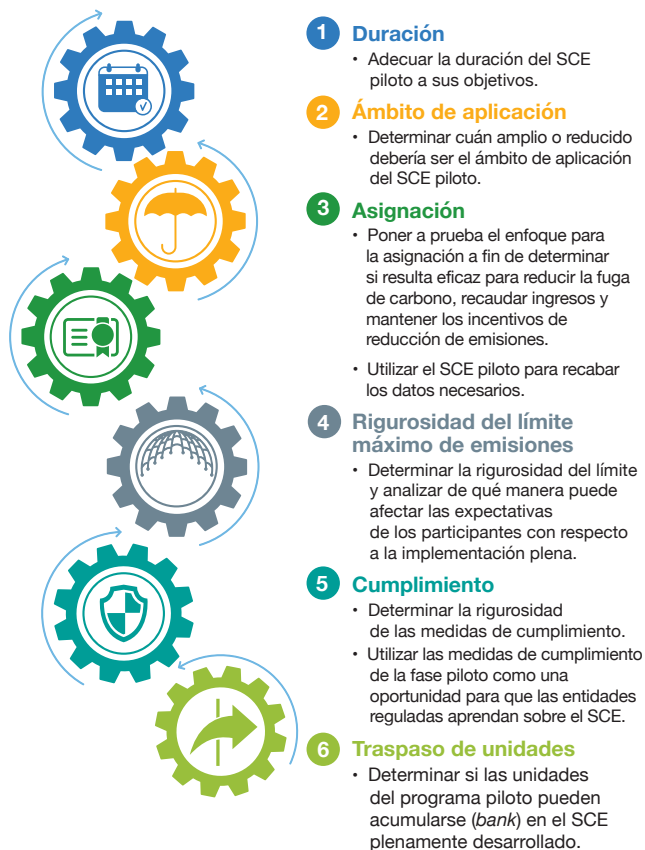 1 Duración
• Adecuar la duración del SCE
piloto a sus objetivos.
2 Ámbito de aplicación
• Determinar cuán amplio o reducido
debería ser el ámbito de aplicación
del SCE piloto.
3 Asignación
• Poner a prueba el enfoque para
la asignación a fin de determinar
si resulta eficaz para reducir la fuga
de carbono, recaudar ingresos y
mantener los incentivos de
reducción de emisiones.
• Utilizar el SCE piloto para recabar
los datos necesarios.
4 Rigurosidad del límite
máximo de emisiones
• Determinar la rigurosidad del límite
y analizar de qué manera puede
afectar las expectativas
de los participantes con respecto
a la implementación plena.
5 Cumplimiento
• Determinar la rigurosidad
de las medidas de cumplimiento.
• Utilizar las medidas de cumplimiento
de la fase piloto como una
oportunidad para que las entidades
reguladas aprendan sobre el SCE.
6 Traspaso de unidades
• Determinar si las unidades
del programa piloto pueden
acumularse (bank) en el SCE
plenamente desarrollado.